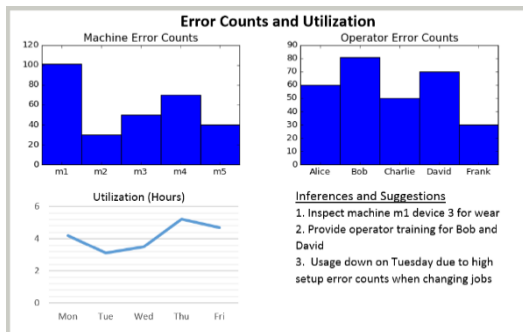 Error Counts and Utilization
Machine Error Counts
120
100
80
60
40
20
0
m1 m2 m3 m4 m5
Operator Error Counts
90
80
70
60
50
40
30
20
10
0
Alice Bob Charlie David Frank
Utilization (Hours)
6
4
2
0
Mon Tue Wed Thu Fri
Inferences and Suggestions
1. Inspect machine m1 device 3 for wear
2. Provide operator training for Bob and
David
3. Usage down on Tuesday due to high
setup error counts when changing jobs